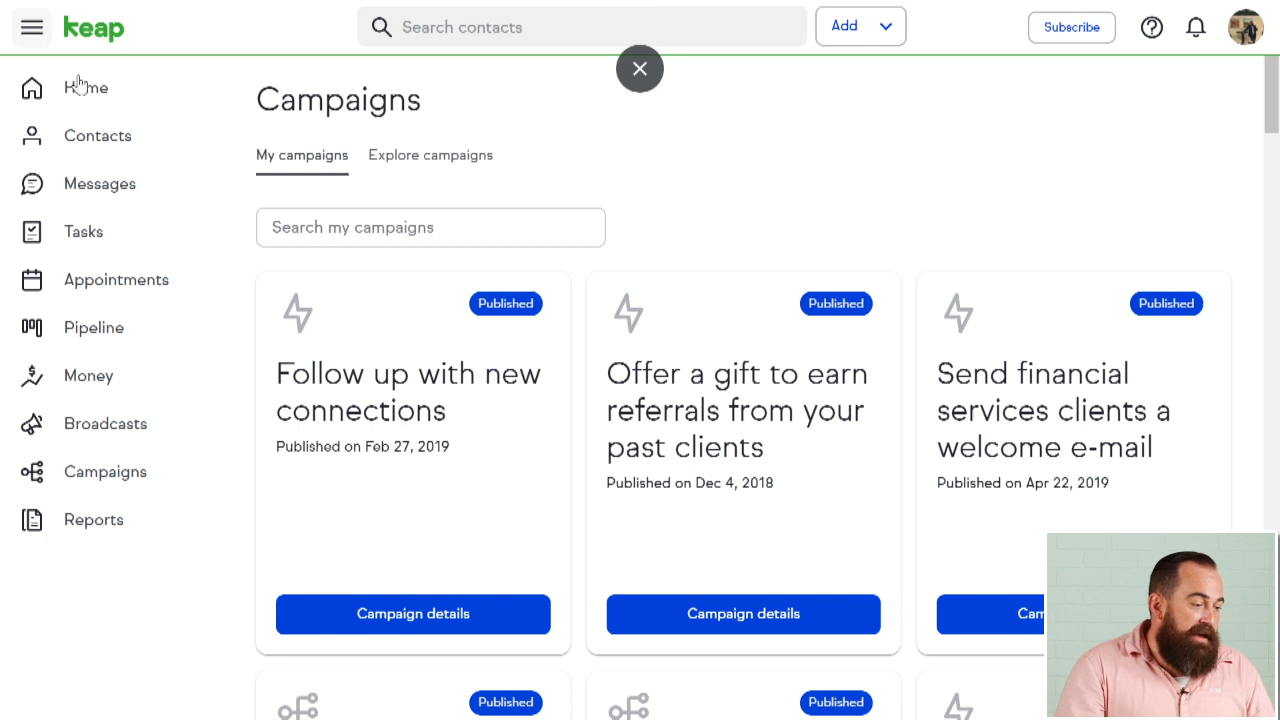 keap
Search contacts
Add
Subscribe
Home
Contacts
Messages
Tasks
Appointments
Pipeline
Money
Broadcasts
Campaigns
Reports
Campaigns
My campaigns
Explore campaigns
Search my campaigns
Published
Follow up with new
connections
Published on Feb 27, 2019
Campaign details
Published
Offer a gift to earn
referrals from your
past clients
Published on Dec 4, 2018
Campaign details
Published
Send financial
services clients a
welcome e-mail
Published on Apr 22, 2019
Cam
Published
Published